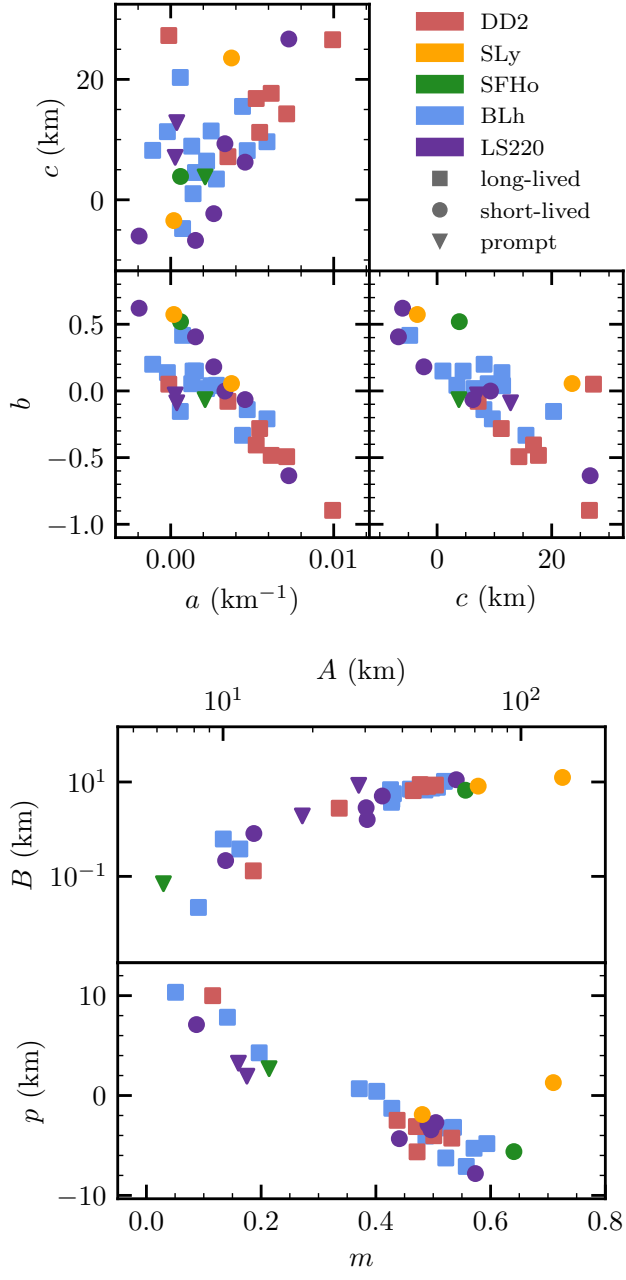 DD2
SLy
SFHo
BLh
LS220
long-lived
short-lived
prompt
20
0
c (km)
0.5
0.0
−0.5
−1.0
b
0.00 0.01
a (km⁻¹)
0 20
c (km)
A (km)
10¹ 10²
10¹
10⁻¹
B (km)
10
0
−10
p (km)
0.0 0.2 0.4 0.6 0.8
m